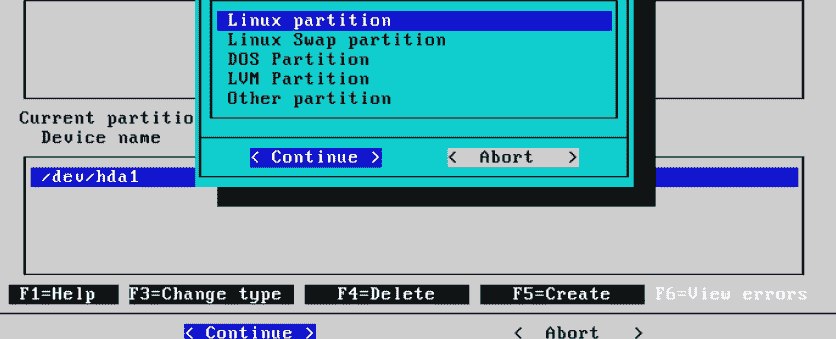 Linux partition
Linux Swap partition
DOS Partition
LVM Partition
Other partition
Current partitio
Device name
< Continue > < Abort >
/dev/hda1
F1=Help F3=Change type F4=Delete F5=Create F6=View errors
< Continue > < Abort >